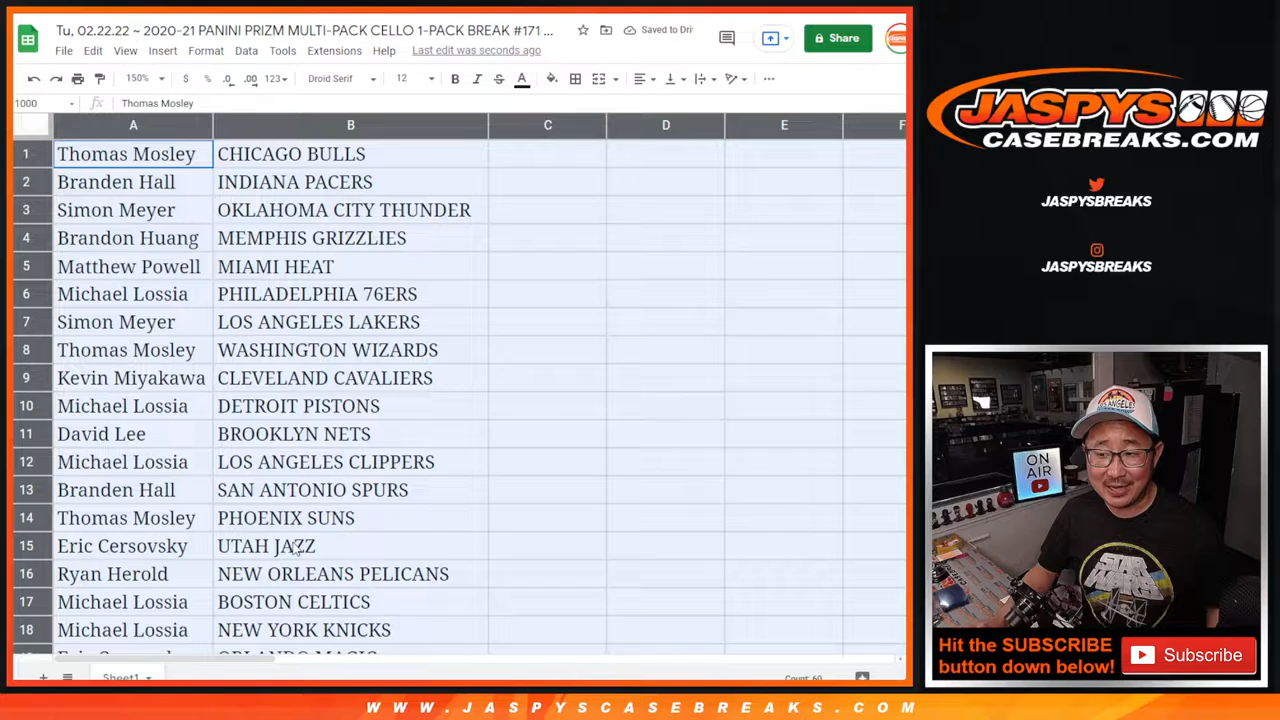 Tu, 02.22.22 ~ 2020-21 PANINI PRIZM MULTI-PACK CELLO 1-PACK BREAK #171 ...
Saved to Dri
File Edit View Insert Format Data Tools Extensions Help Last edit was seconds ago
Share
150% $ % .0 .00 123 Droid Serif 12 B I S A
1000 fx Thomas Mosley
A B C D E F
1 Thomas Mosley CHICAGO BULLS
2 Branden Hall INDIANA PACERS
3 Simon Meyer OKLAHOMA CITY THUNDER
4 Brandon Huang MEMPHIS GRIZZLIES
5 Matthew Powell MIAMI HEAT
6 Michael Lossia PHILADELPHIA 76ERS
7 Simon Meyer LOS ANGELES LAKERS
8 Thomas Mosley WASHINGTON WIZARDS
9 Kevin Miyakawa CLEVELAND CAVALIERS
10 Michael Lossia DETROIT PISTONS
11 David Lee BROOKLYN NETS
12 Michael Lossia LOS ANGELES CLIPPERS
13 Branden Hall SAN ANTONIO SPURS
14 Thomas Mosley PHOENIX SUNS
15 Eric Cersovsky UTAH JAZZ
16 Ryan Herold NEW ORLEANS PELICANS
17 Michael Lossia BOSTON CELTICS
18 Michael Lossia NEW YORK KNICKS
ORLANDO MAGIC
Sheet1
Count: 60
JASPYS
CASEBREAKS.COM
JASPYSBREAKS
JASPYSBREAKS
ON
AIR
LOS ANGELES
STAR
WARS
Hit the SUBSCRIBE
button down below!
Subscribe
WWW.JASPYSCASEBREAKS.COM